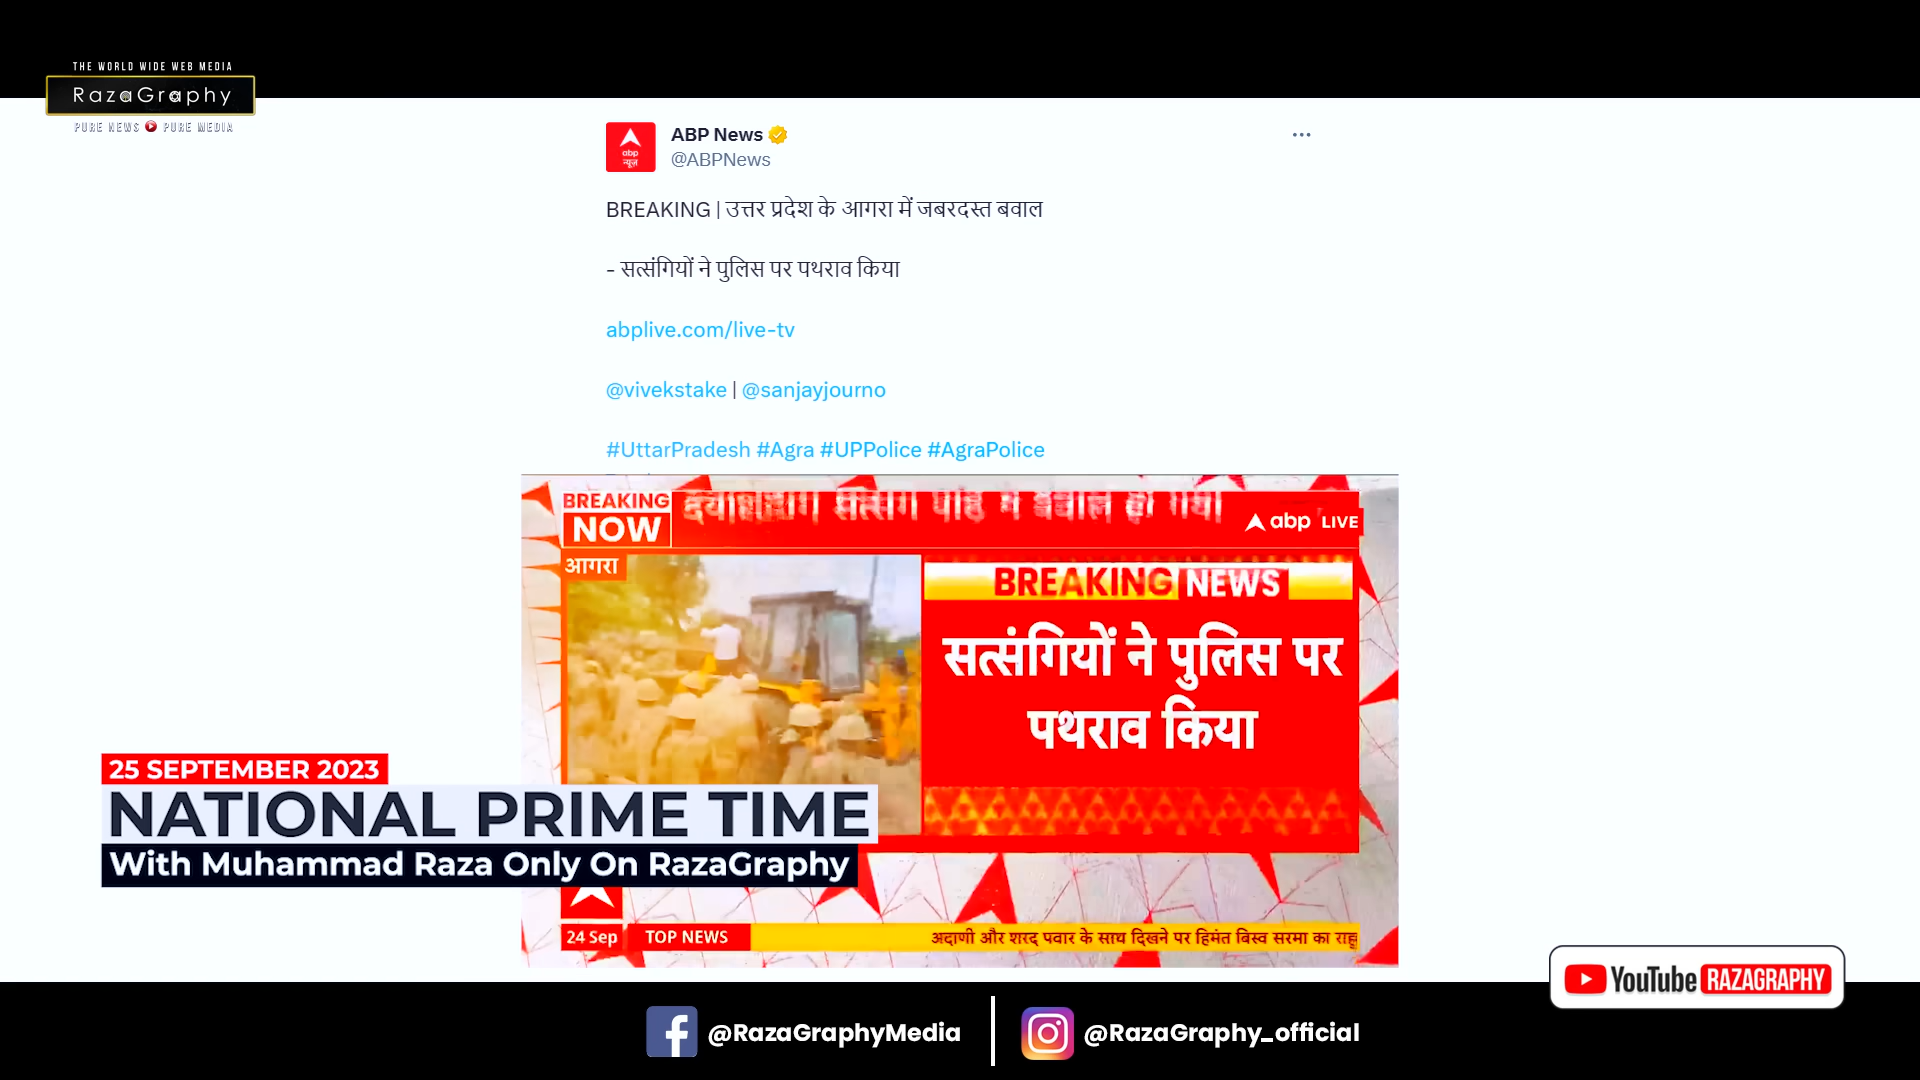 THE WORLD WIDE WEB MEDIA
RazaGraphy
PURE NEWS PURE MEDIA
ABP News
@ABPNews
abp
न्यूज़
BREAKING | उत्तर प्रदेश के आगरा में जबरदस्त बवाल
- सत्संगियों ने पुलिस पर पथराव किया
abplive.com/live-tv
@vivekstake | @sanjayjourno
#UttarPradesh #Agra #UPPolice #AgraPolice
BREAKING
NOW
abp LIVE
आगरा
BREAKING NEWS
सत्संगियों ने पुलिस पर
पथराव किया
25 SEPTEMBER 2023
NATIONAL PRIME TIME
With Muhammad Raza Only On RazaGraphy
24 Sep TOP NEWS
अदाणी और शरद पवार के साथ दिखने पर हिमंत बिस्व सरमा का
YouTube RAZAGRAPHY
@RazaGraphyMedia
@RazaGraphy_official